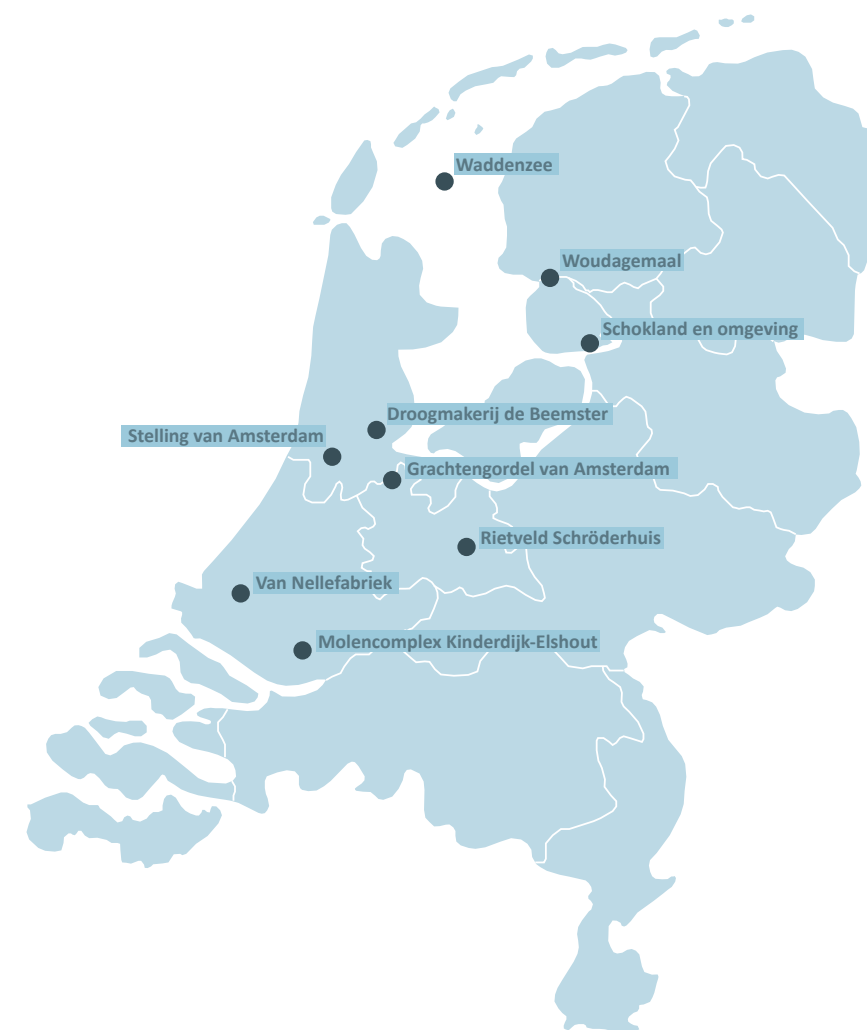 Waddenzee
Woudagemaal
Schokland en omgeving
Droogmakerij de Beemster
Stelling van Amsterdam
Grachtengordel van Amsterdam
Rietveld Schröderhuis
Van Nellefabriek
Molencomplex Kinderdijk-Elshout